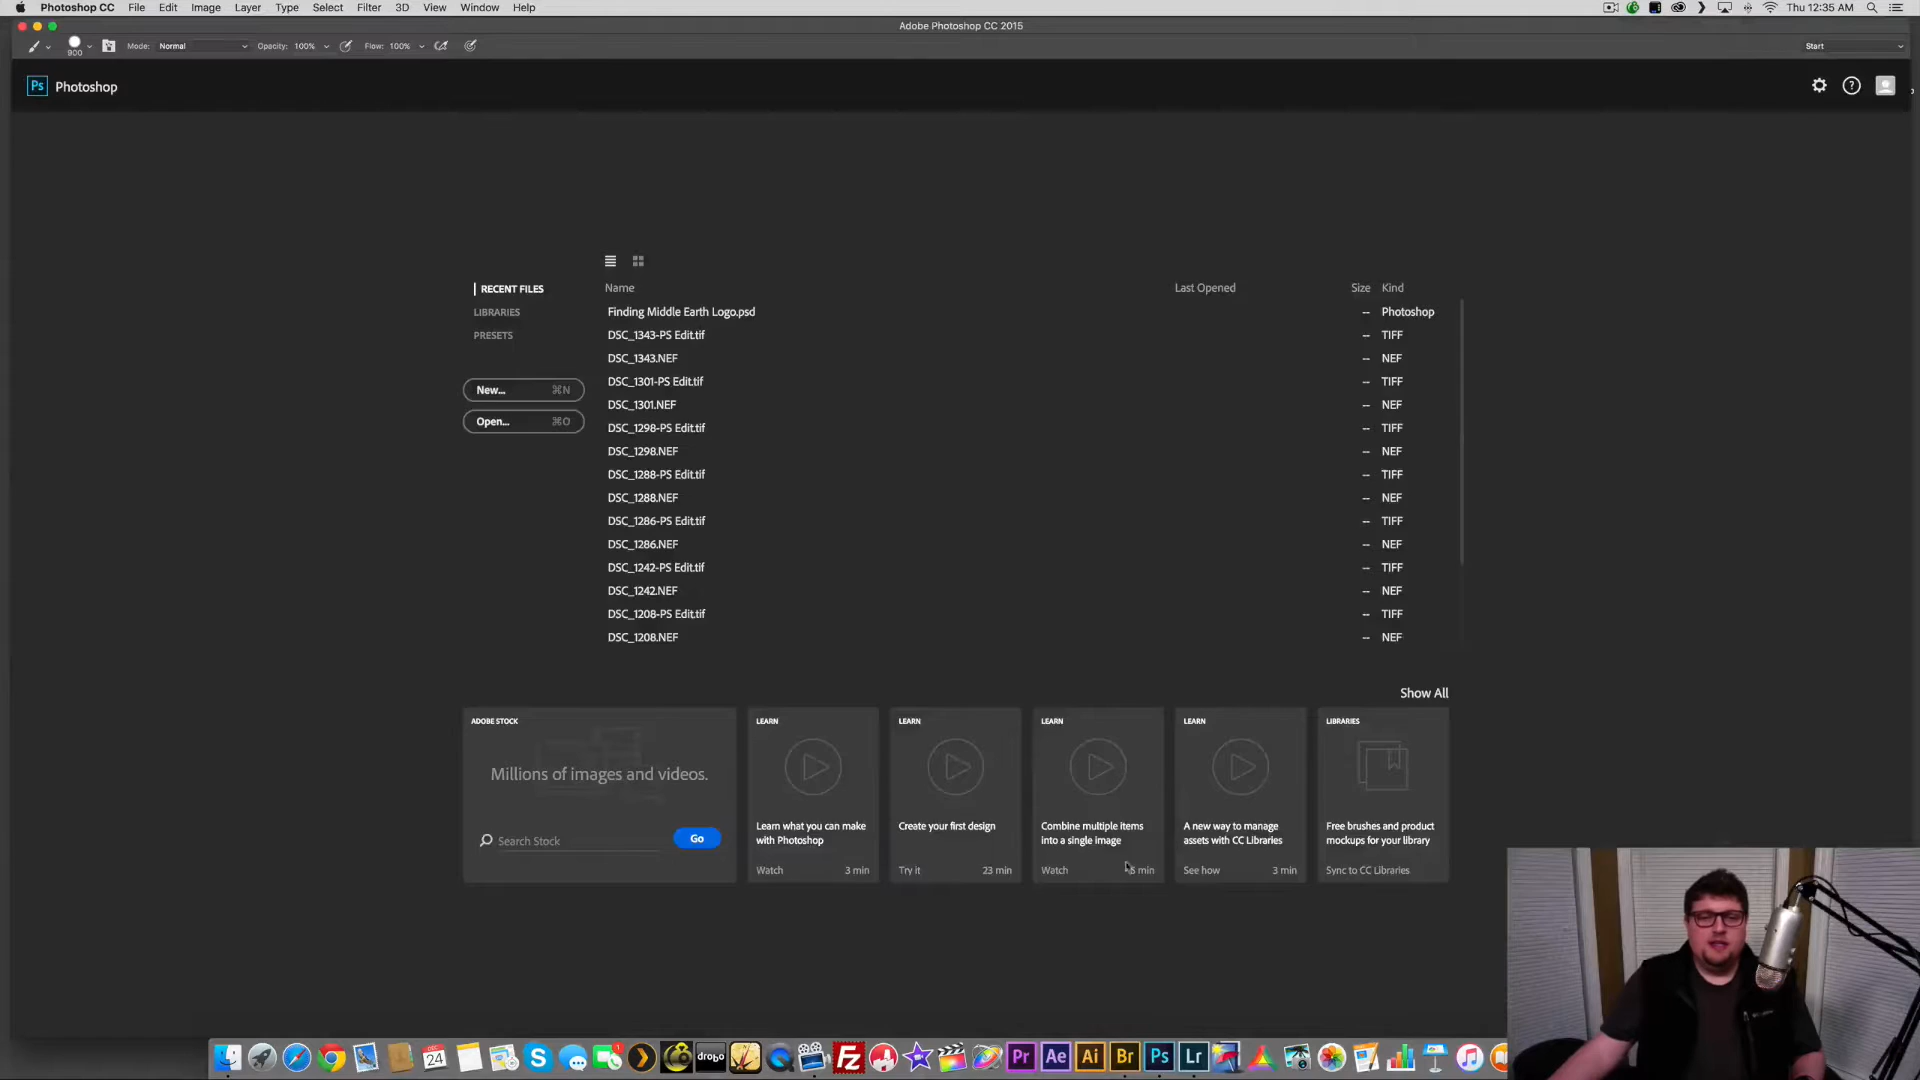 Photoshop CC File Edit Image Layer Type Select Filter 3D View Window Help Thu 12:35 AM
Adobe Photoshop CC 2015
900 Mode: Normal Opacity: 100% Flow: 100% Start
Ps Photoshop
RECENT FILES
LIBRARIES
PRESETS
New... ⌘N
Open... ⌘O
Name Last Opened Size Kind
Finding Middle Earth Logo.psd -- Photoshop
DSC_1343-PS Edit.tif -- TIFF
DSC_1343.NEF -- NEF
DSC_1301-PS Edit.tif -- TIFF
DSC_1301.NEF -- NEF
DSC_1298-PS Edit.tif -- TIFF
DSC_1298.NEF -- NEF
DSC_1288-PS Edit.tif -- TIFF
DSC_1288.NEF -- NEF
DSC_1286-PS Edit.tif -- TIFF
DSC_1286.NEF -- NEF
DSC_1242-PS Edit.tif -- TIFF
DSC_1242.NEF -- NEF
DSC_1208-PS Edit.tif -- TIFF
DSC_1208.NEF -- NEF
Show All
ADOBE STOCK
Millions of images and videos.
Search Stock Go
LEARN
Learn what you can make
with Photoshop
Watch 3 min
LEARN
Create your first design
Try it 23 min
LEARN
Combine multiple items
into a single image
Watch min
LEARN
A new way to manage
assets with CC Libraries
See how 3 min
LIBRARIES
Free brushes and product
mockups for your library
Sync to CC Libraries
DEC 24 S 1 drobo FZ Pr Ae Ai Br Ps Lr